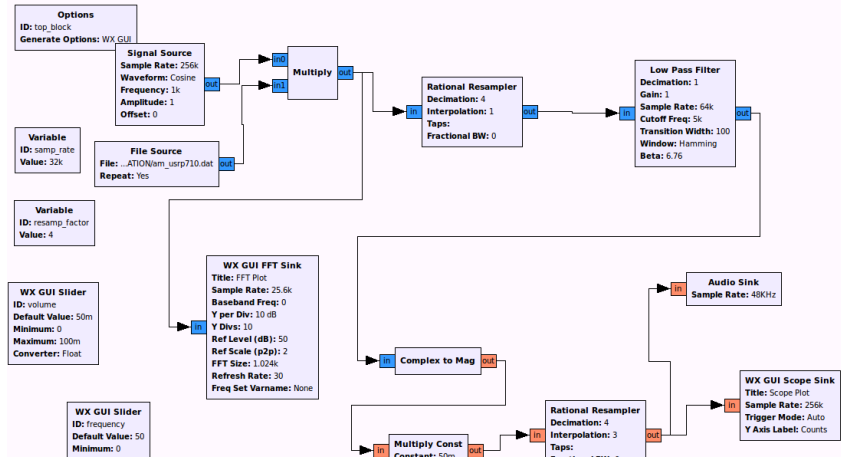 Options
ID: top_block
Generate Options: WX GUI
Signal Source
Sample Rate: 256k
Waveform: Cosine
Frequency: 1k
Amplitude: 1
Offset: 0
out
in0
in1
Multiply
out
Variable
ID: samp_rate
Value: 32k
File Source
File: ...ATION/am_usrp710.dat
Repeat: Yes
out
in
Rational Resampler
Decimation: 4
Interpolation: 1
Taps:
Fractional BW: 0
out
in
Low Pass Filter
Decimation: 1
Gain: 1
Sample Rate: 64k
Cutoff Freq: 5k
Transition Width: 100
Window: Hamming
Beta: 6.76
out
Variable
ID: resamp_factor
Value: 4
WX GUI Slider
ID: volume
Default Value: 50m
Minimum: 0
Maximum: 100m
Converter: Float
in
WX GUI FFT Sink
Title: FFT Plot
Sample Rate: 25.6k
Baseband Freq: 0
Y per Div: 10 dB
Y Divs: 10
Ref Level (dB): 50
Ref Scale (p2p): 2
FFT Size: 1.024k
Refresh Rate: 30
Freq Set Varname: None
in
Complex to Mag
out
in
Audio Sink
Sample Rate: 48KHz
WX GUI Slider
ID: frequency
Default Value: 50
Minimum: 0
in
Multiply Const
Constant: 50m
out
in
Rational Resampler
Decimation: 4
Interpolation: 3
Taps:
out
in
WX GUI Scope Sink
Title: Scope Plot
Sample Rate: 256k
Trigger Mode: Auto
Y Axis Label: Counts